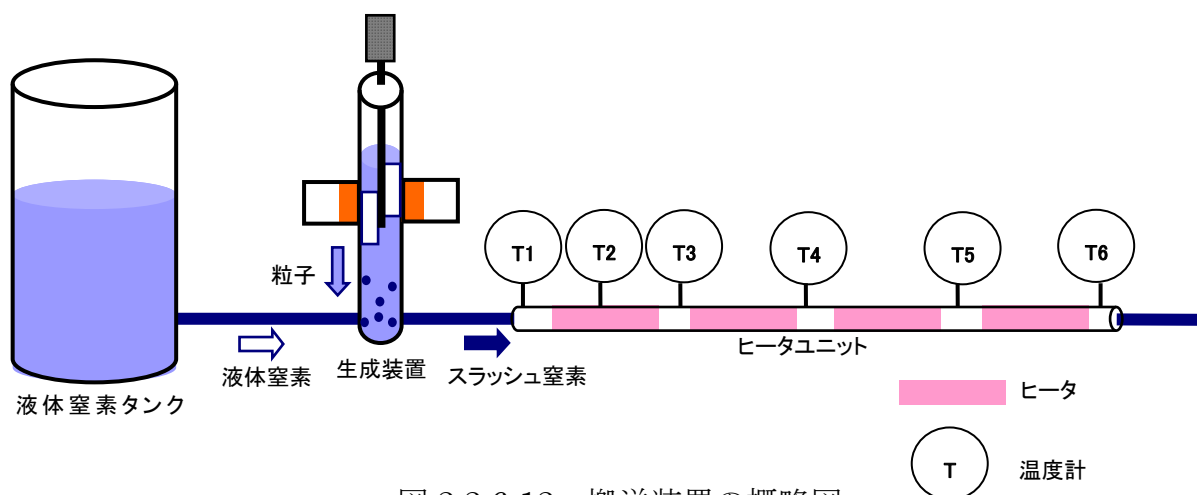 T1
T2
T3
T4
T5
T6
粒子
ヒータユニット
液体窒素
生成装置
スラッシュ窒素
液体窒素タンク
ヒータ
T
温度計